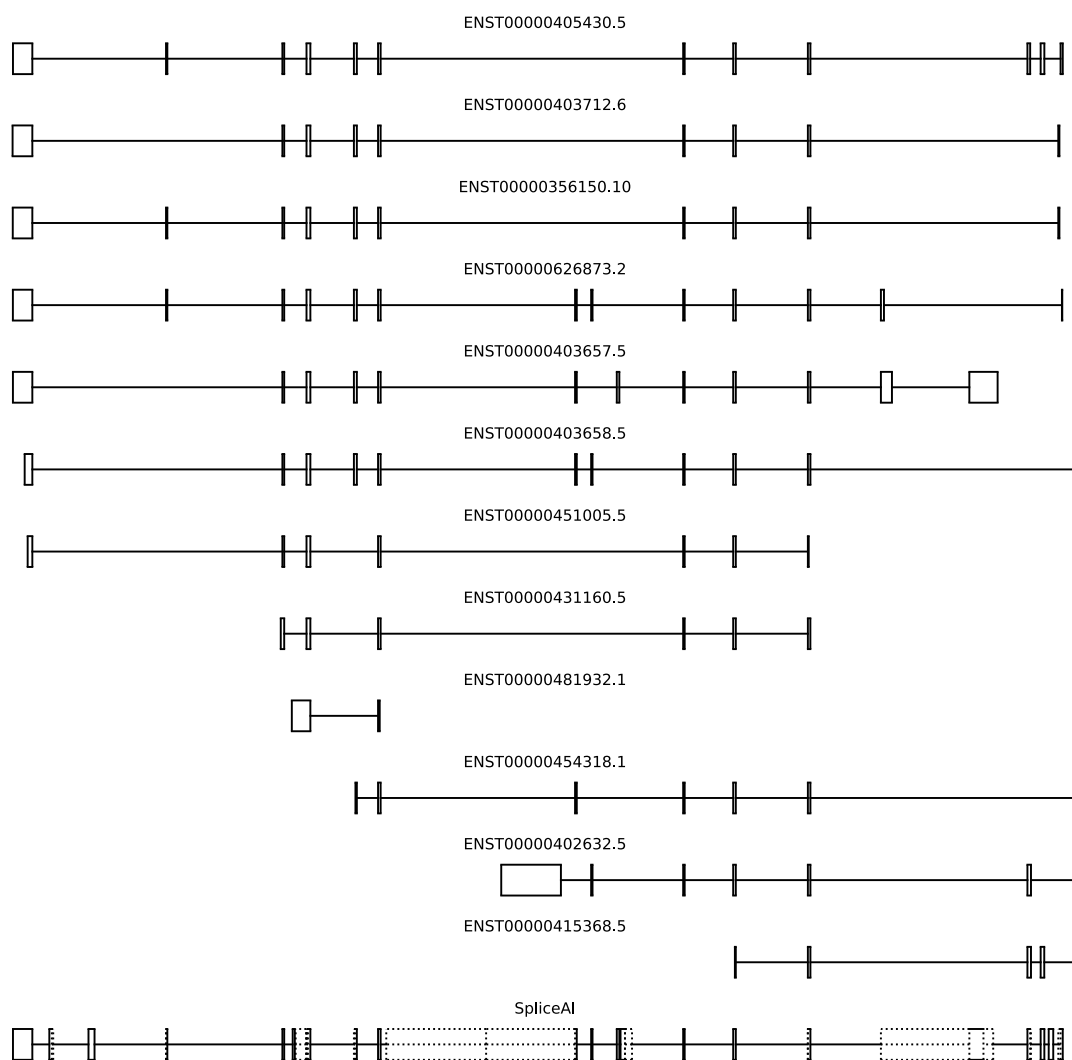 ENST00000405430.5
ENST00000403712.6
ENST00000356150.10
ENST00000626873.2
ENST00000403657.5
ENST00000403658.5
ENST00000451005.5
ENST00000431160.5
ENST00000481932.1
ENST00000454318.1
ENST00000402632.5
ENST00000415368.5
SpliceAI